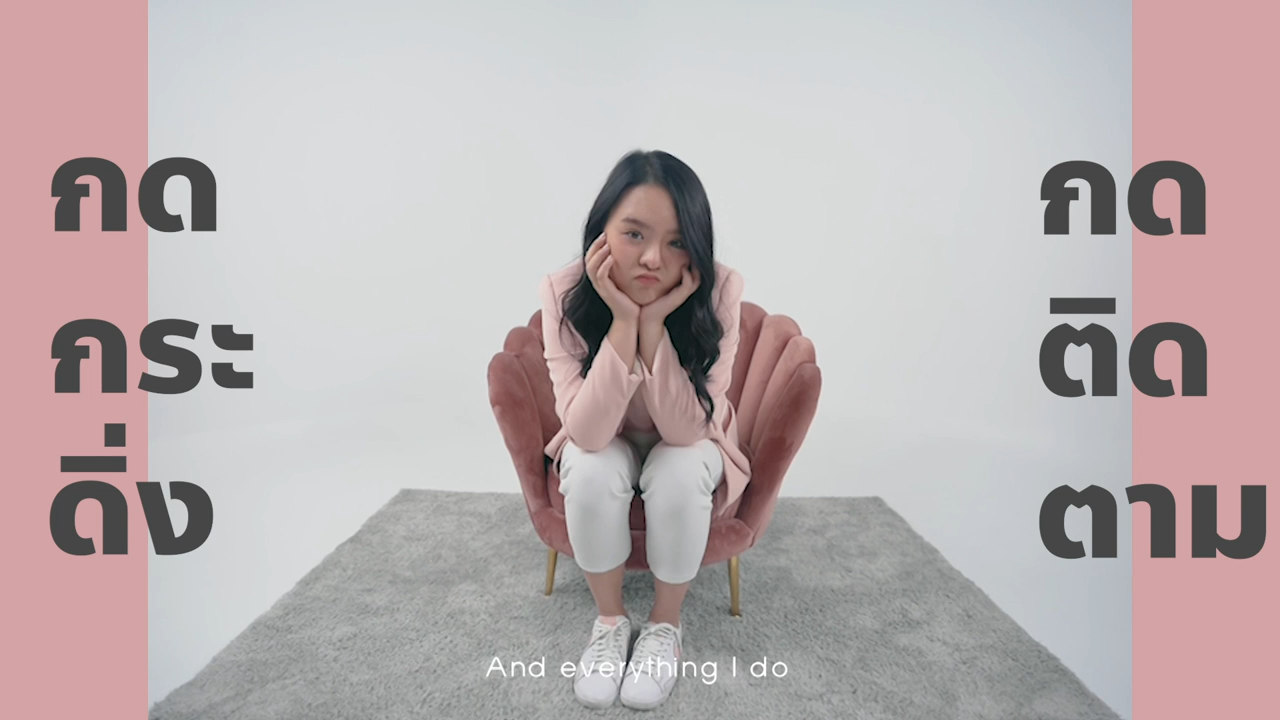 กด
กระ
ดิ่ง
กด
ติด
ตาม
And everything I do